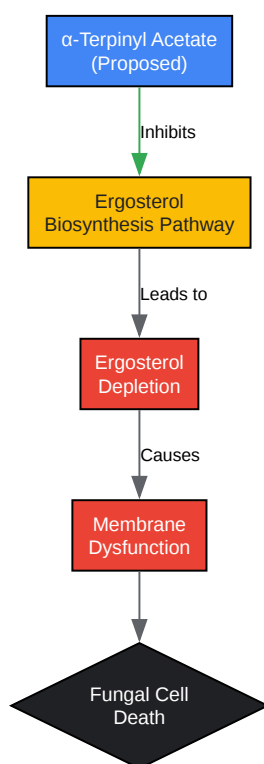 α-Terpinyl Acetate
(Proposed)
Inhibits
Ergosterol
Biosynthesis Pathway
Leads to
Ergosterol
Depletion
Causes
Membrane
Dysfunction
Fungal Cell
Death